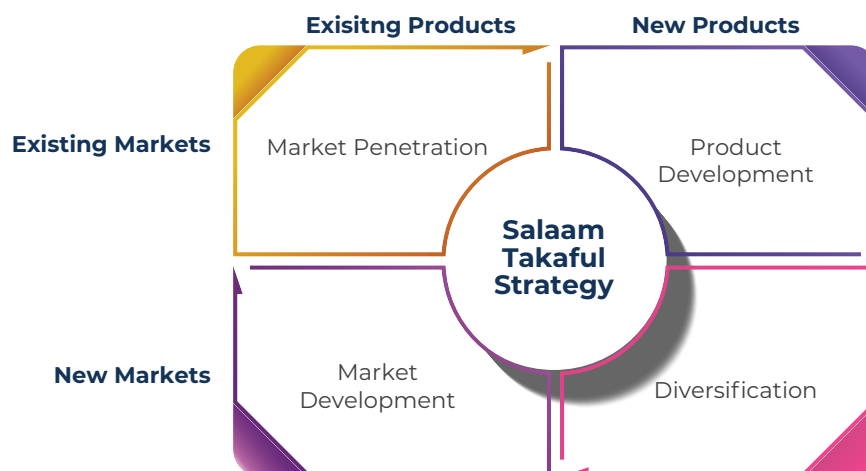 Exisitng Products
New Products
Existing Markets
Market Penetration
Product
Development
Salaam
Takaful
Strategy
New Markets
Market
Development
Diversification